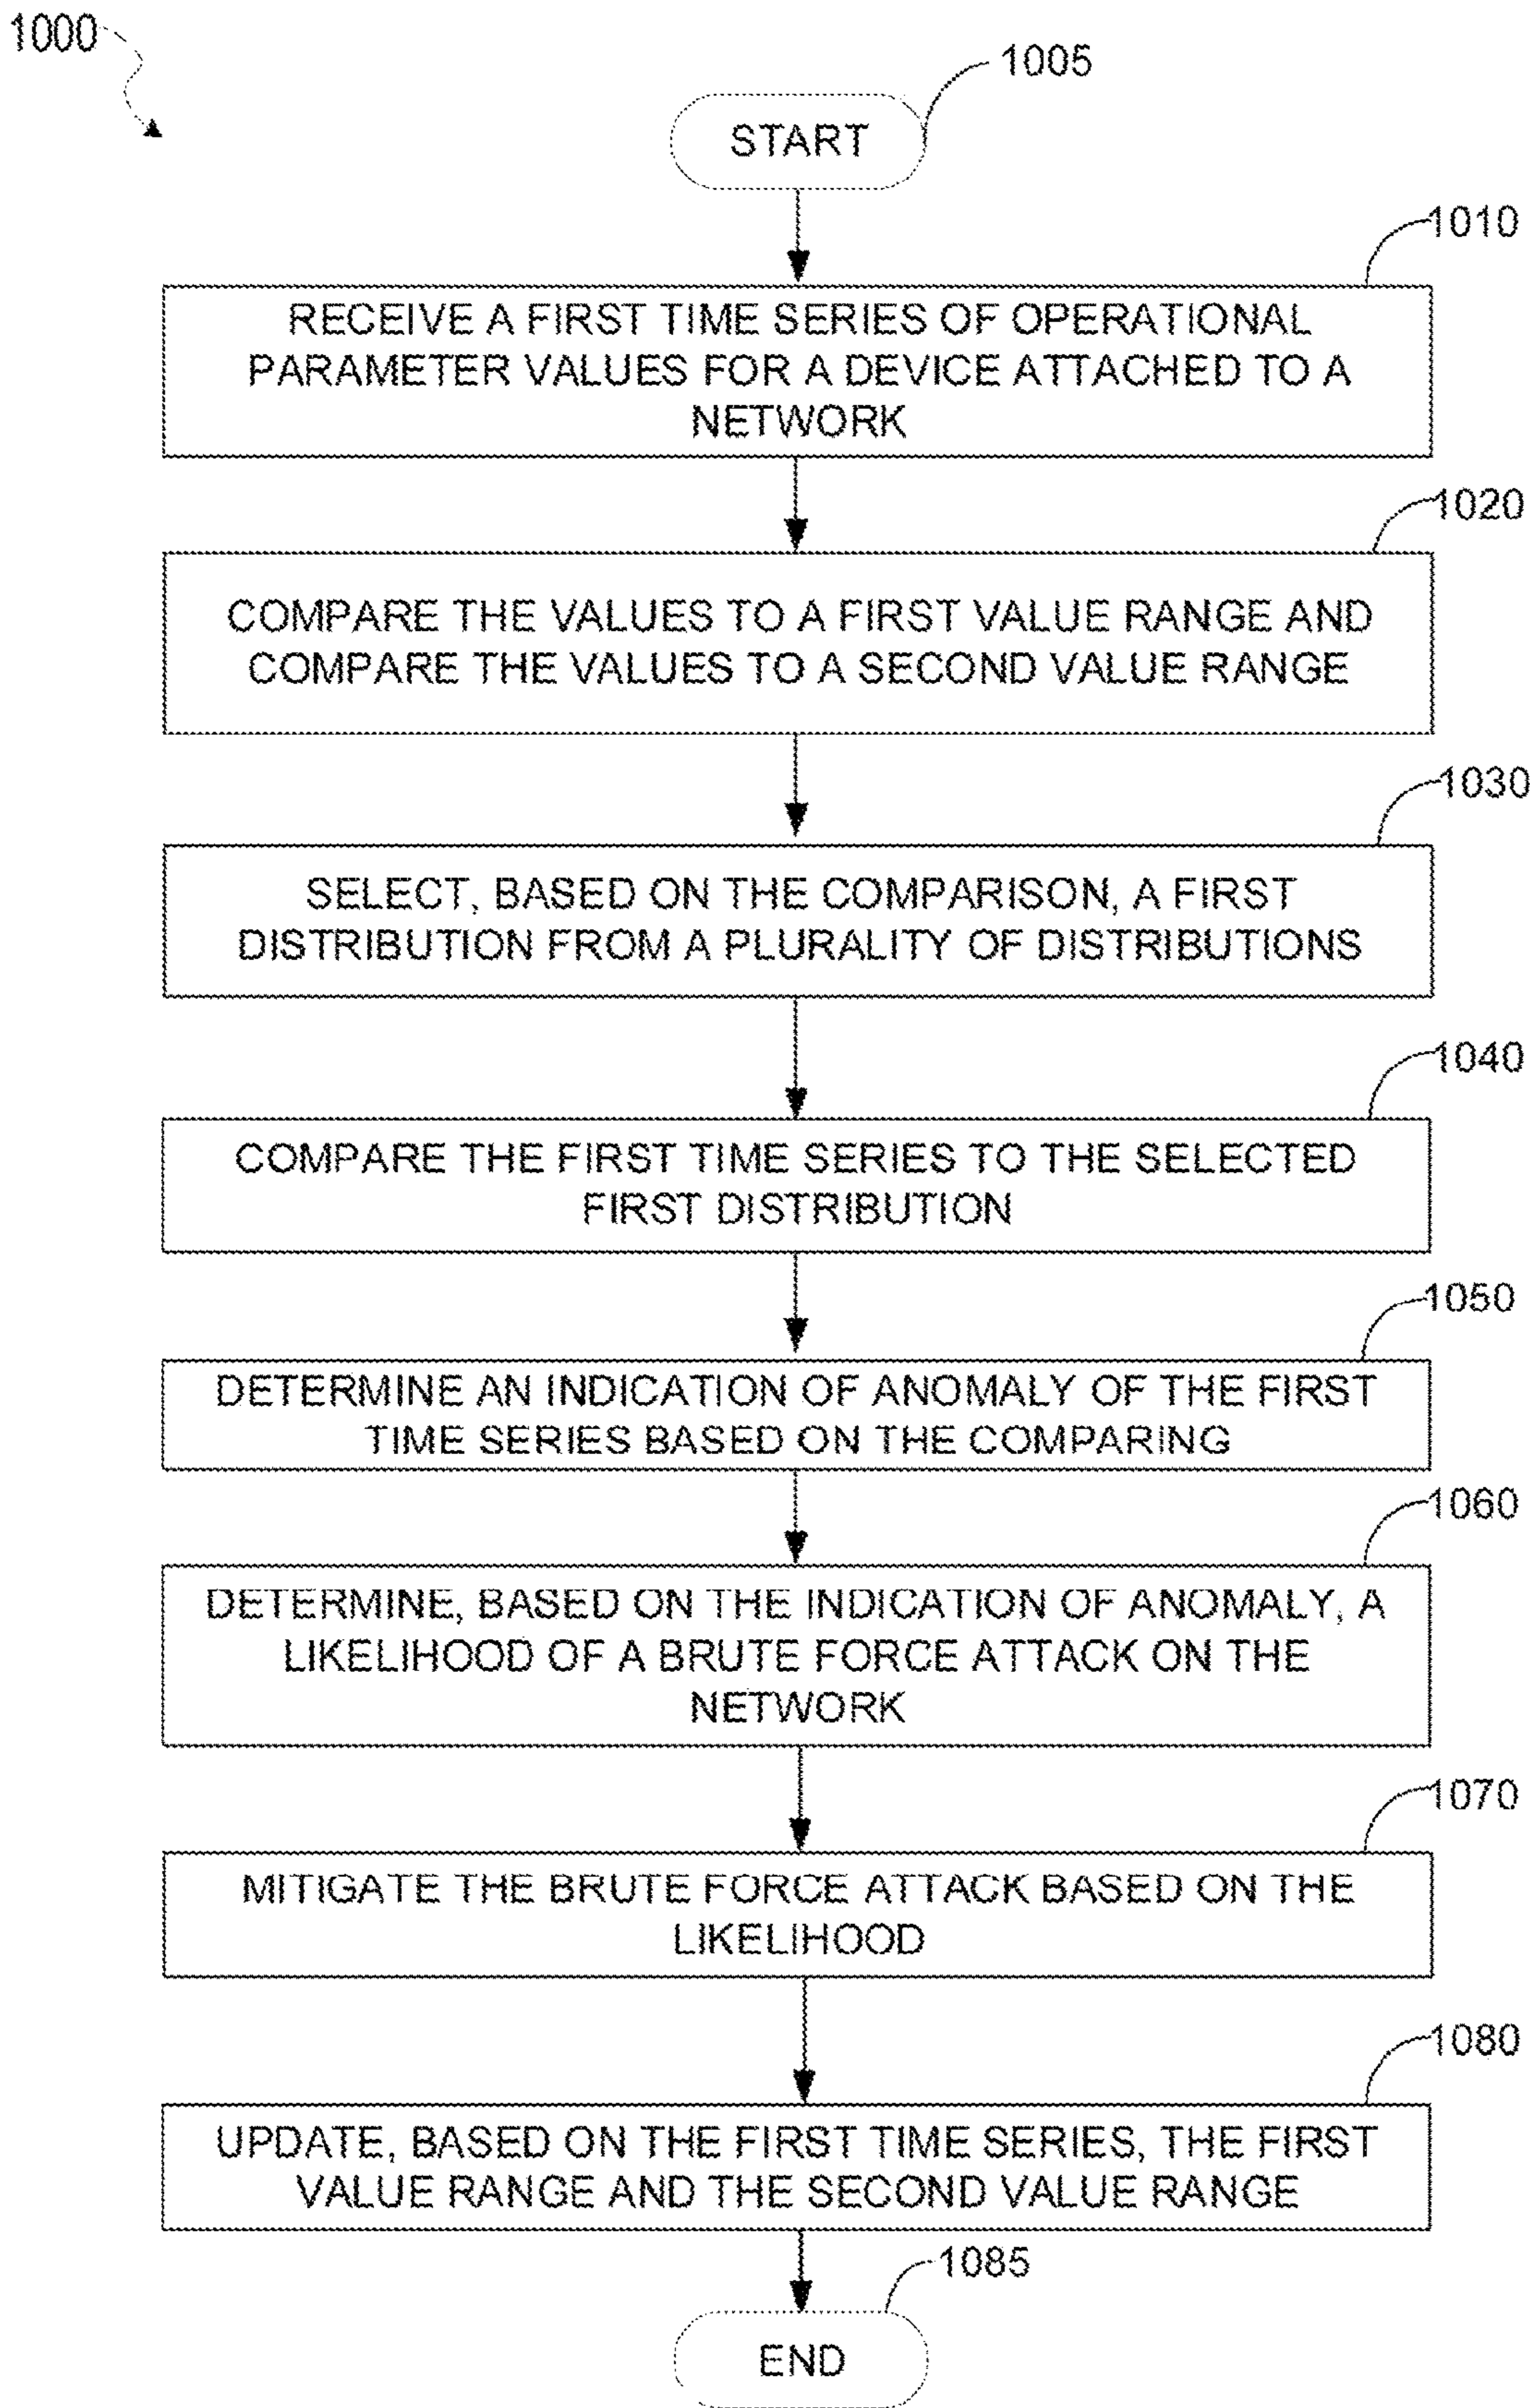 1000
1005
START
1010
RECEIVE A FIRST TIME SERIES OF OPERATIONAL
PARAMETER VALUES FOR A DEVICE ATTACHED TO A
NETWORK
1020
COMPARE THE VALUES TO A FIRST VALUE RANGE AND
COMPARE THE VALUES TO A SECOND VALUE RANGE
1030
SELECT, BASED ON THE COMPARISON, A FIRST
DISTRIBUTION FROM A PLURALITY OF DISTRIBUTIONS
1040
COMPARE THE FIRST TIME SERIES TO THE SELECTED
FIRST DISTRIBUTION
1050
DETERMINE AN INDICATION OF ANOMALY OF THE FIRST
TIME SERIES BASED ON THE COMPARING
1060
DETERMINE, BASED ON THE INDICATION OF ANOMALY, A
LIKELIHOOD OF A BRUTE FORCE ATTACK ON THE
NETWORK
1070
MITIGATE THE BRUTE FORCE ATTACK BASED ON THE
LIKELIHOOD
1080
UPDATE, BASED ON THE FIRST TIME SERIES, THE FIRST
VALUE RANGE AND THE SECOND VALUE RANGE
1085
END